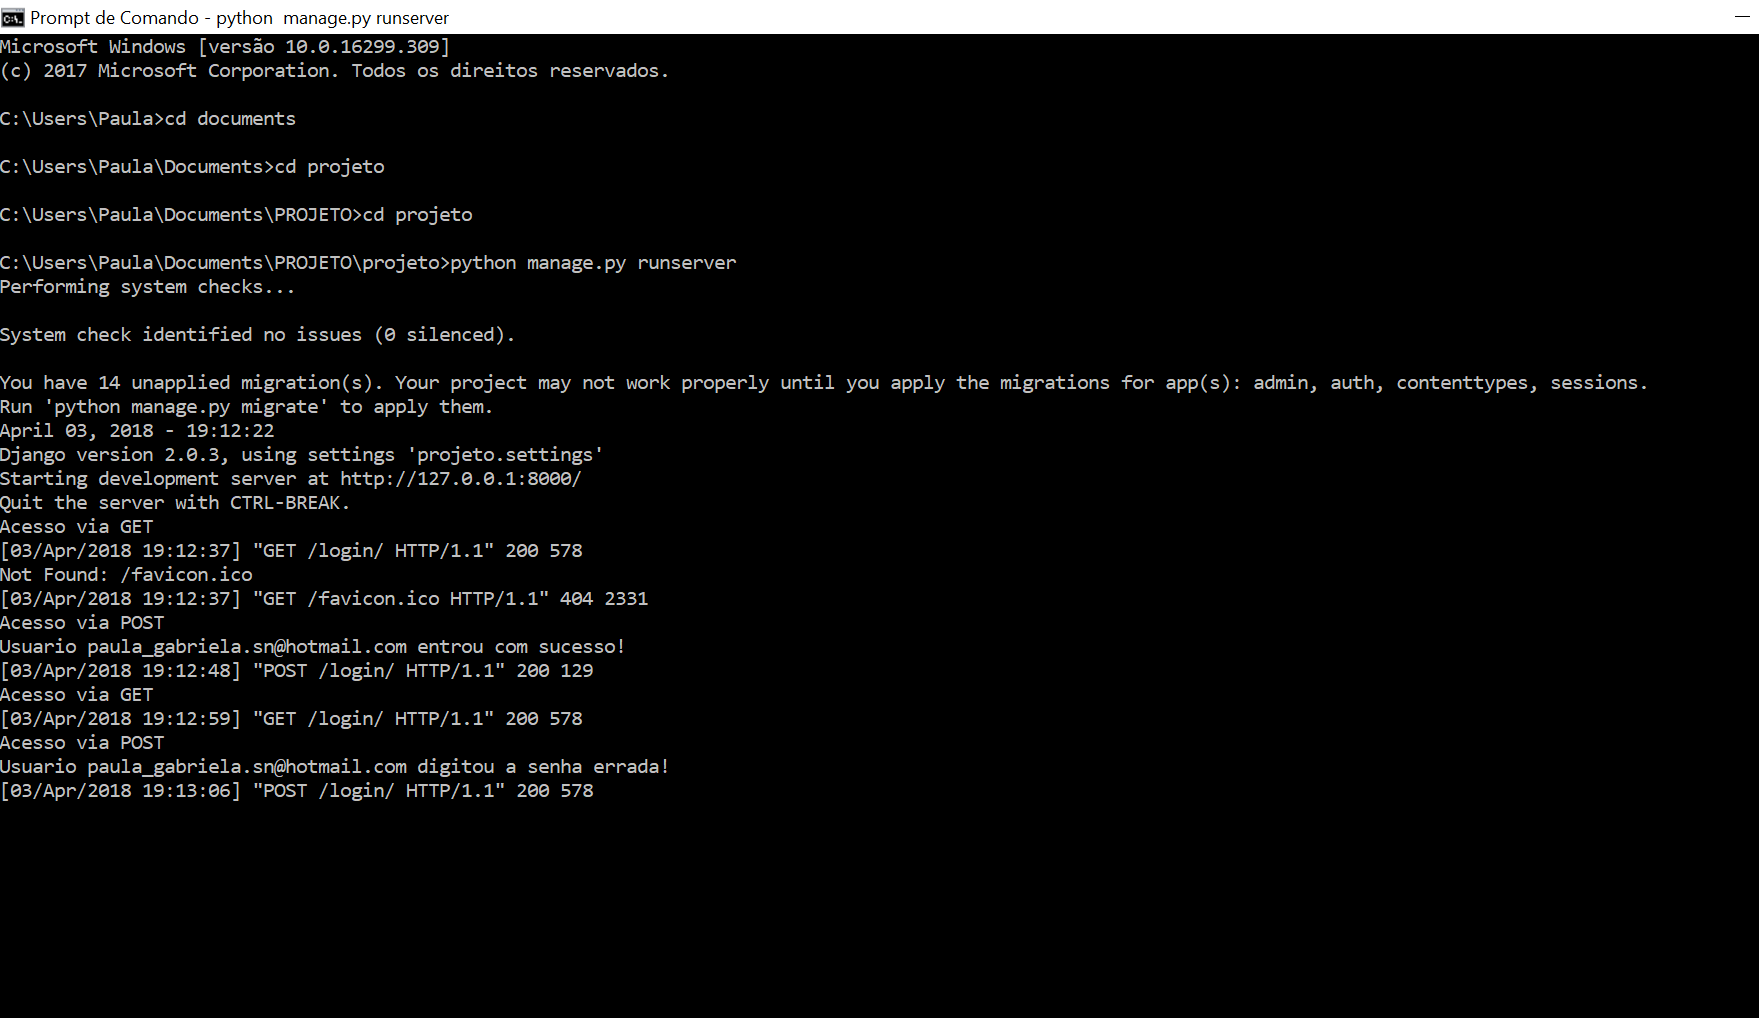 Prompt de Comando - python  manage.py runserver
Microsoft Windows [versão 10.0.16299.309]
(c) 2017 Microsoft Corporation. Todos os direitos reservados.
C:\Users\Paula>cd documents
C:\Users\Paula\Documents>cd projeto
C:\Users\Paula\Documents\PROJETO>cd projeto
C:\Users\Paula\Documents\PROJETO\projeto>python manage.py runserver
Performing system checks...
System check identified no issues (0 silenced).
You have 14 unapplied migration(s). Your project may not work properly until you apply the migrations for app(s): admin, auth, contenttypes, sessions.
Run 'python manage.py migrate' to apply them.
April 03, 2018 - 19:12:22
Django version 2.0.3, using settings 'projeto.settings'
Starting development server at http://127.0.0.1:8000/
Quit the server with CTRL-BREAK.
Acesso via GET
[03/Apr/2018 19:12:37] "GET /login/ HTTP/1.1" 200 578
Not Found: /favicon.ico
[03/Apr/2018 19:12:37] "GET /favicon.ico HTTP/1.1" 404 2331
Acesso via POST
Usuario paula_gabriela.sn@hotmail.com entrou com sucesso!
[03/Apr/2018 19:12:48] "POST /login/ HTTP/1.1" 200 129
Acesso via GET
[03/Apr/2018 19:12:59] "GET /login/ HTTP/1.1" 200 578
Acesso via POST
Usuario paula_gabriela.sn@hotmail.com digitou a senha errada!
[03/Apr/2018 19:13:06] "POST /login/ HTTP/1.1" 200 578